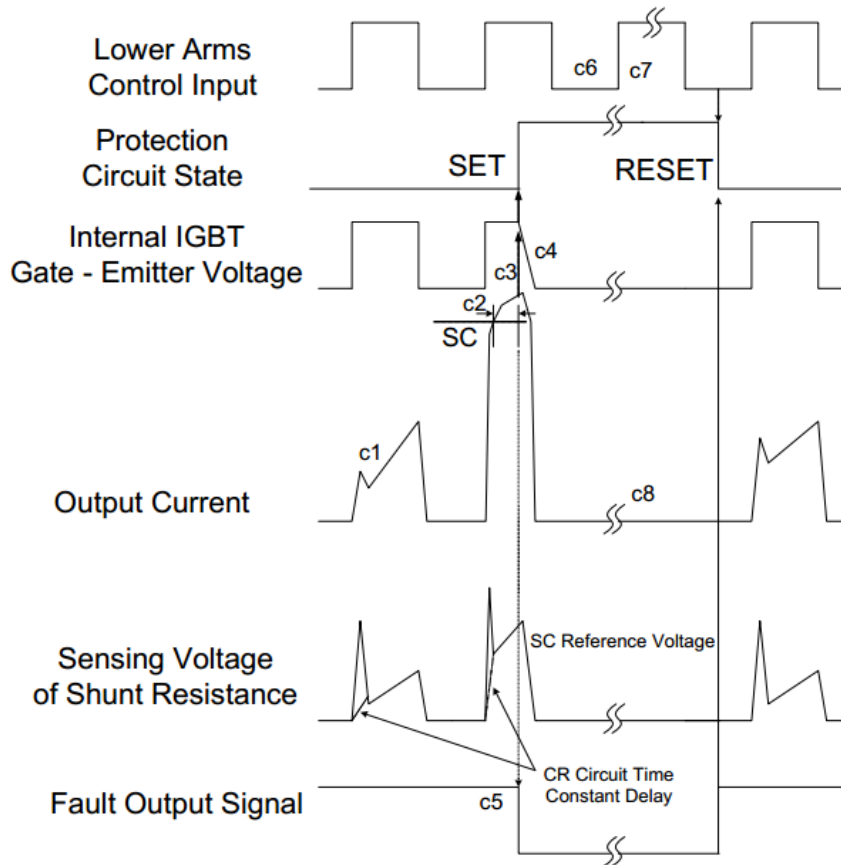 Lower Arms
Control Input
c6
c7
Protection
Circuit State
SET
RESET
Internal IGBT
Gate - Emitter Voltage
c3
c4
c2
SC
c1
Output Current
c8
SC Reference Voltage
Sensing Voltage
of Shunt Resistance
CR Circuit Time
Constant Delay
Fault Output Signal
c5